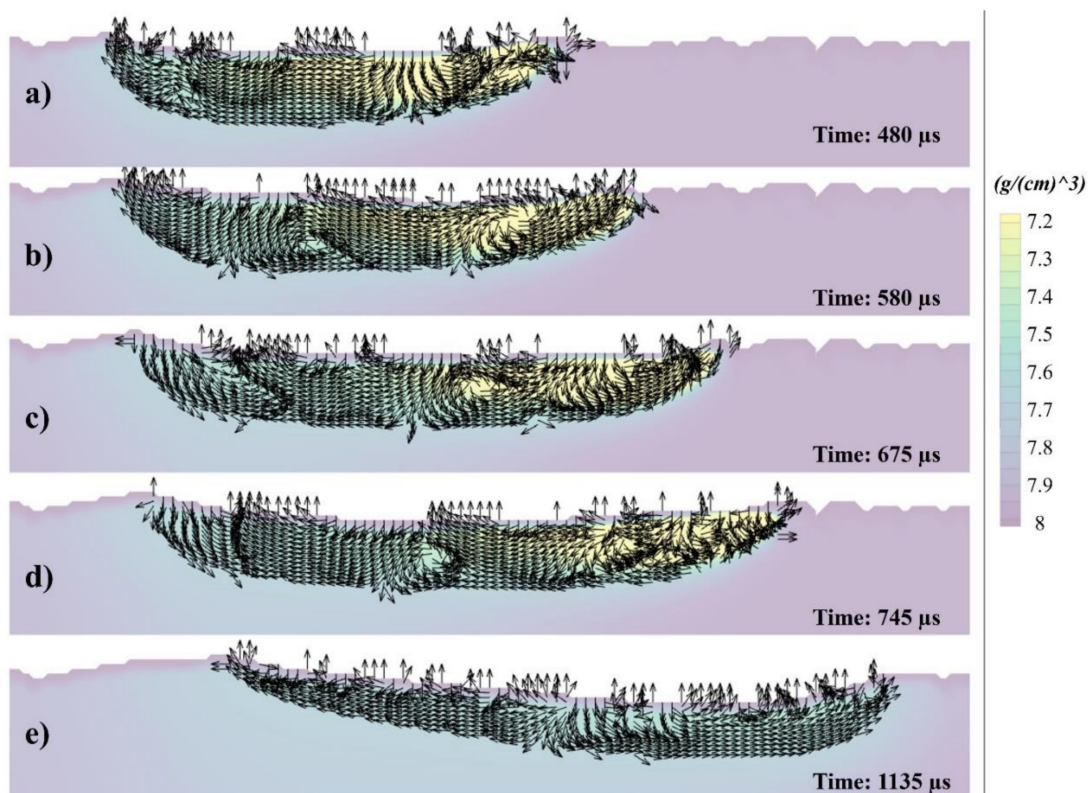 a)
Time: 480 µs
b)
Time: 580 µs
c)
Time: 675 µs
d)
Time: 745 µs
e)
Time: 1135 µs
(g/(cm)^3)
7.2
7.3
7.4
7.5
7.6
7.7
7.8
7.9
8